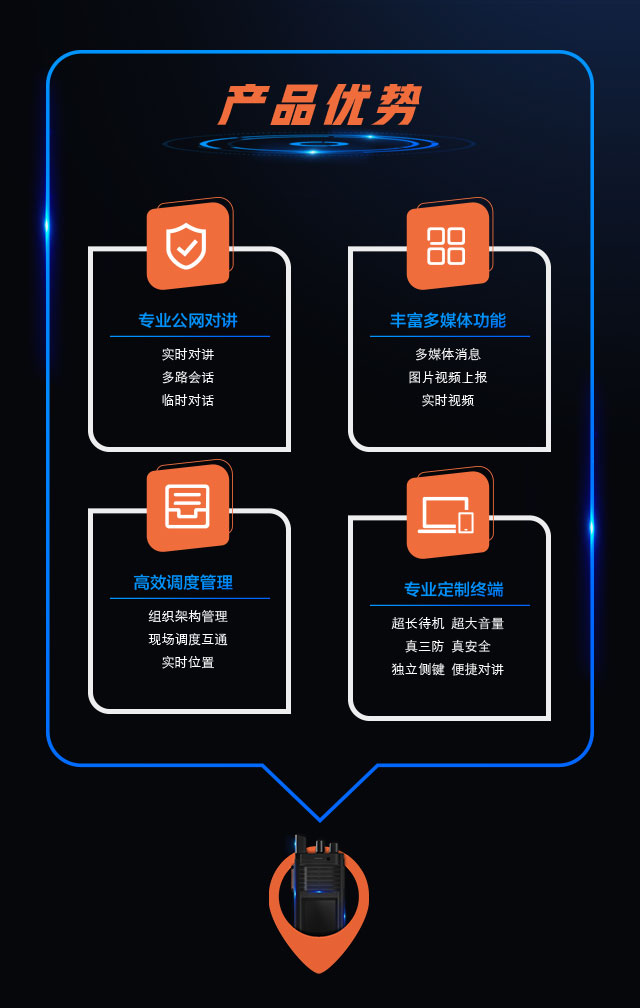 产品优势
专业公网对讲
实时对讲
多路会话
临时对话
丰富多媒体功能
多媒体消息
图片视频上报
实时视频
高效调度管理
组织架构管理
现场调度互通
实时位置
专业定制终端
超长待机 超大音量
真三防 真安全
独立侧键 便捷对讲